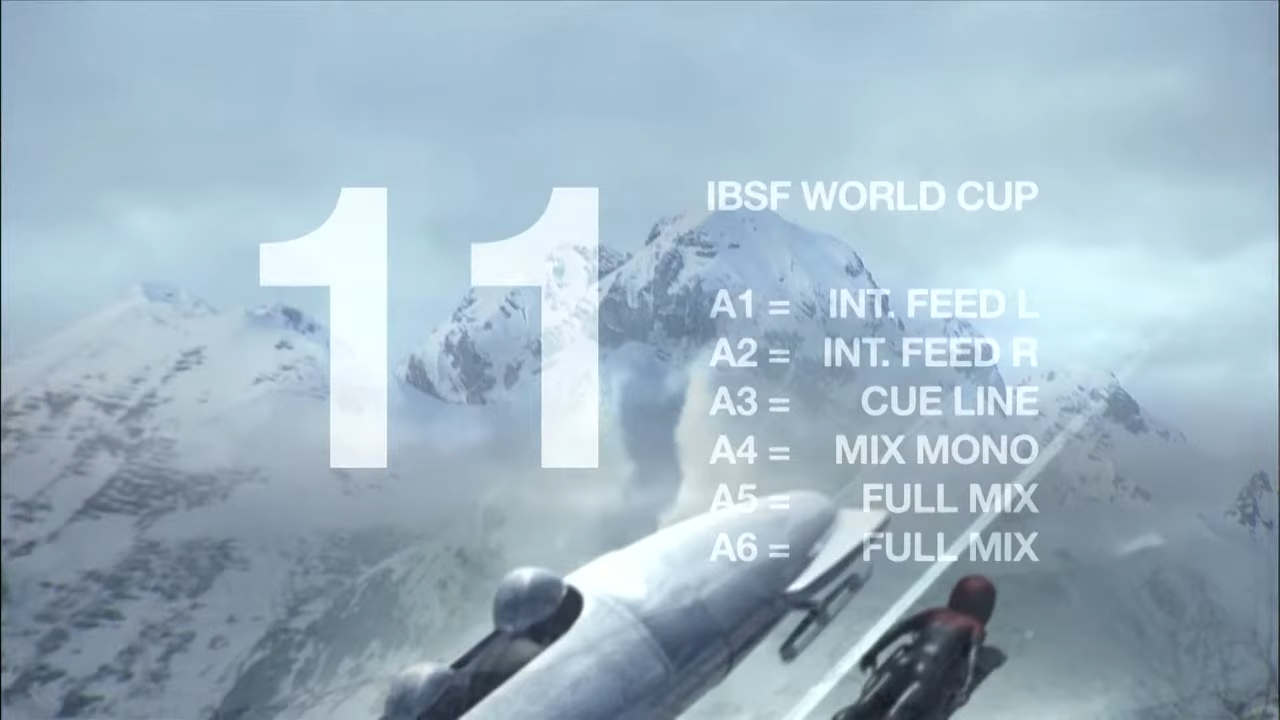 11
IBSF WORLD CUP
A1 = INT. FEED L
A2 = INT. FEED R
A3 = CUE LINE
A4 = MIX MONO
A5 = FULL MIX
A6 = FULL MIX